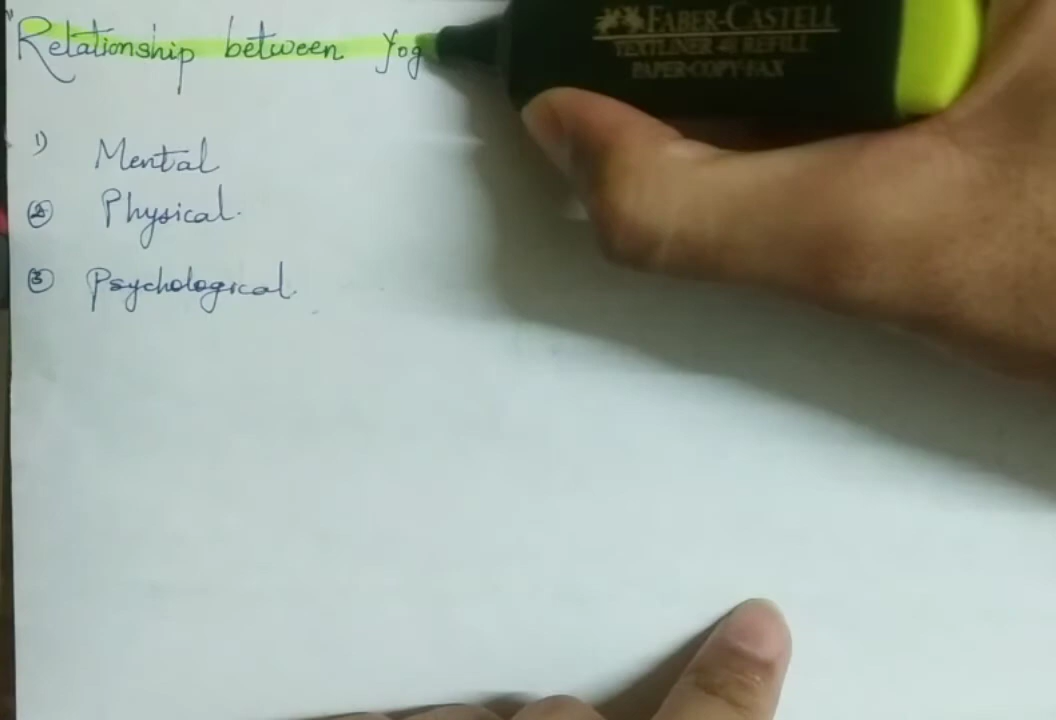 Relationship between Yog
1) Mental
② Physical.
③ Psychological.
FABER-CASTELL
TEXTLINER 48 REFILL
PAPER-COPY-FAX